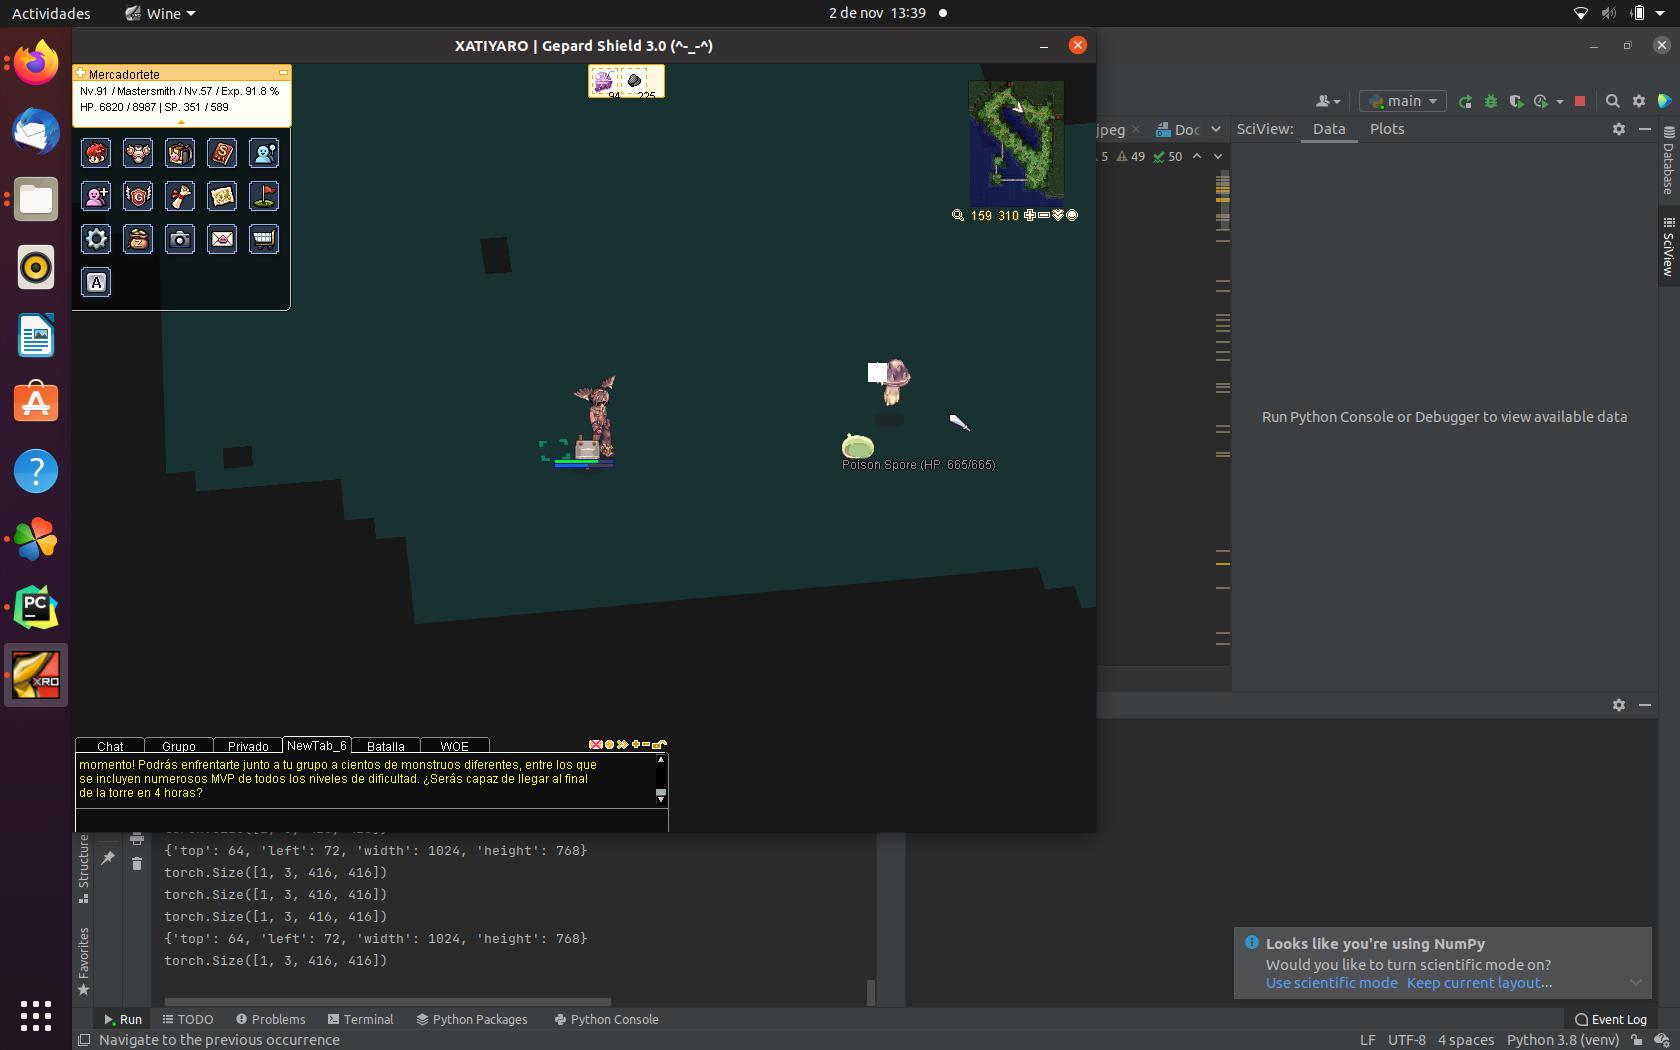 Actividades
Wine
2 de nov 13:39
XATIYARO | Gepard Shield 3.0 (^-_-^)
Mercadortete
Nv.91 / Mastersmith / Nv.57 / Exp. 91.8 %
HP. 6820 / 8987 | SP. 351 / 589
94
225
A
159 310
Poison Spore (HP: 665/665)
Chat
Grupo
Privado
NewTab_6
Batalla
WOE
momento! Podrás enfrentarte junto a tu grupo a cientos de monstruos diferentes, entre los que
se incluyen numerosos MVP de todos los niveles de dificultad. ¿Serás capaz de llegar al final
de la torre en 4 horas?
PC
XRO
main
jpeg
Doc
5
49
50
SciView:
Data
Plots
Database
SciView
Run Python Console or Debugger to view available data
{'top': 64, 'left': 72, 'width': 1024, 'height': 768}
torch.Size([1, 3, 416, 416])
torch.Size([1, 3, 416, 416])
torch.Size([1, 3, 416, 416])
{'top': 64, 'left': 72, 'width': 1024, 'height': 768}
torch.Size([1, 3, 416, 416])
Structure
Favorites
Looks like you're using NumPy
Would you like to turn scientific mode on?
Use scientific mode Keep current layout...
Run
TODO
Problems
Terminal
Python Packages
Python Console
Event Log
Navigate to the previous occurrence
LF UTF-8 4 spaces Python 3.8 (venv)